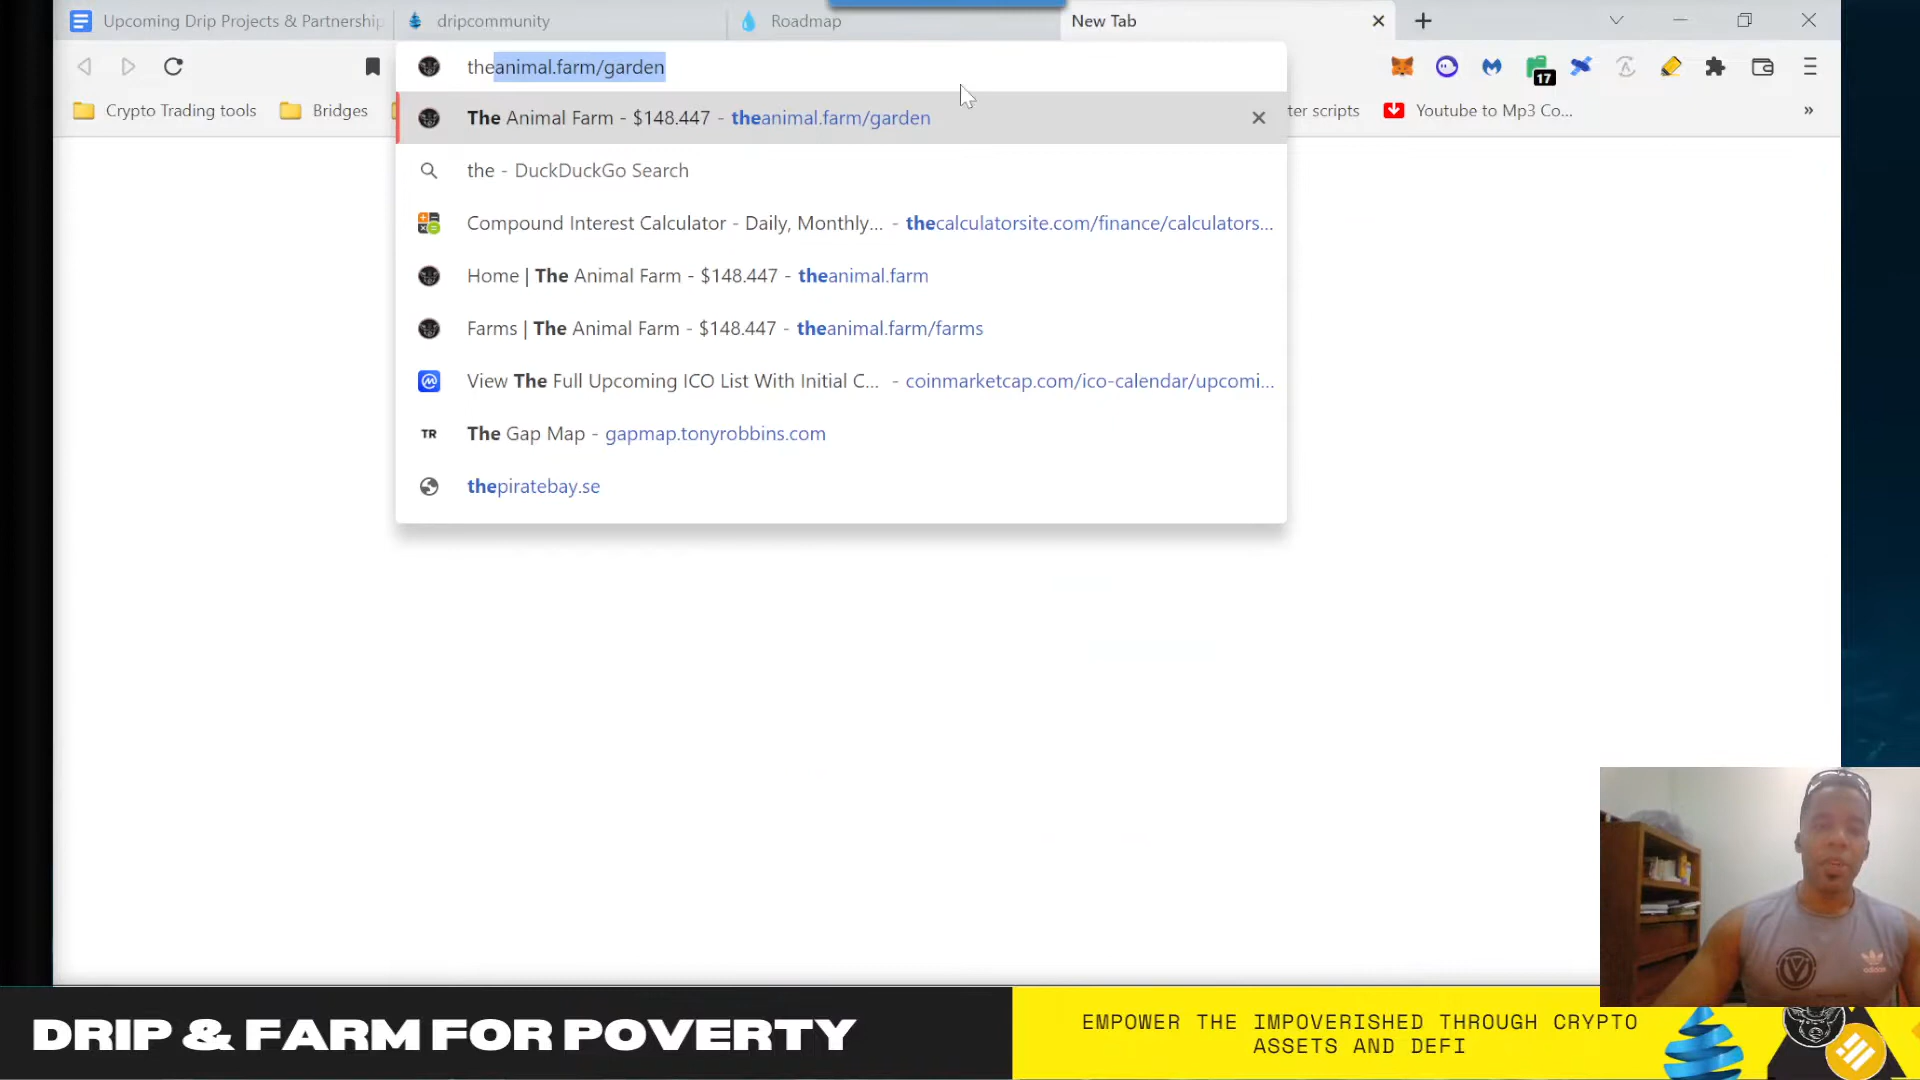 Upcoming Drip Projects & Partnership
dripcommunity
Roadmap
New Tab
theanimal.farm/garden
17
Crypto Trading tools
Bridges
ter scripts
Youtube to Mp3 Co...
»
The Animal Farm - $148.447 - theanimal.farm/garden
the - DuckDuckGo Search
Compound Interest Calculator - Daily, Monthly... - thecalculatorsite.com/finance/calculators...
Home | The Animal Farm - $148.447 - theanimal.farm
Farms | The Animal Farm - $148.447 - theanimal.farm/farms
View The Full Upcoming ICO List With Initial C... - coinmarketcap.com/ico-calendar/upcomi...
TR The Gap Map - gapmap.tonyrobbins.com
thepiratebay.se
adidas
DRIP & FARM FOR POVERTY
EMPOWER THE IMPOVERISHED THROUGH CRYPTO
ASSETS AND DEFI